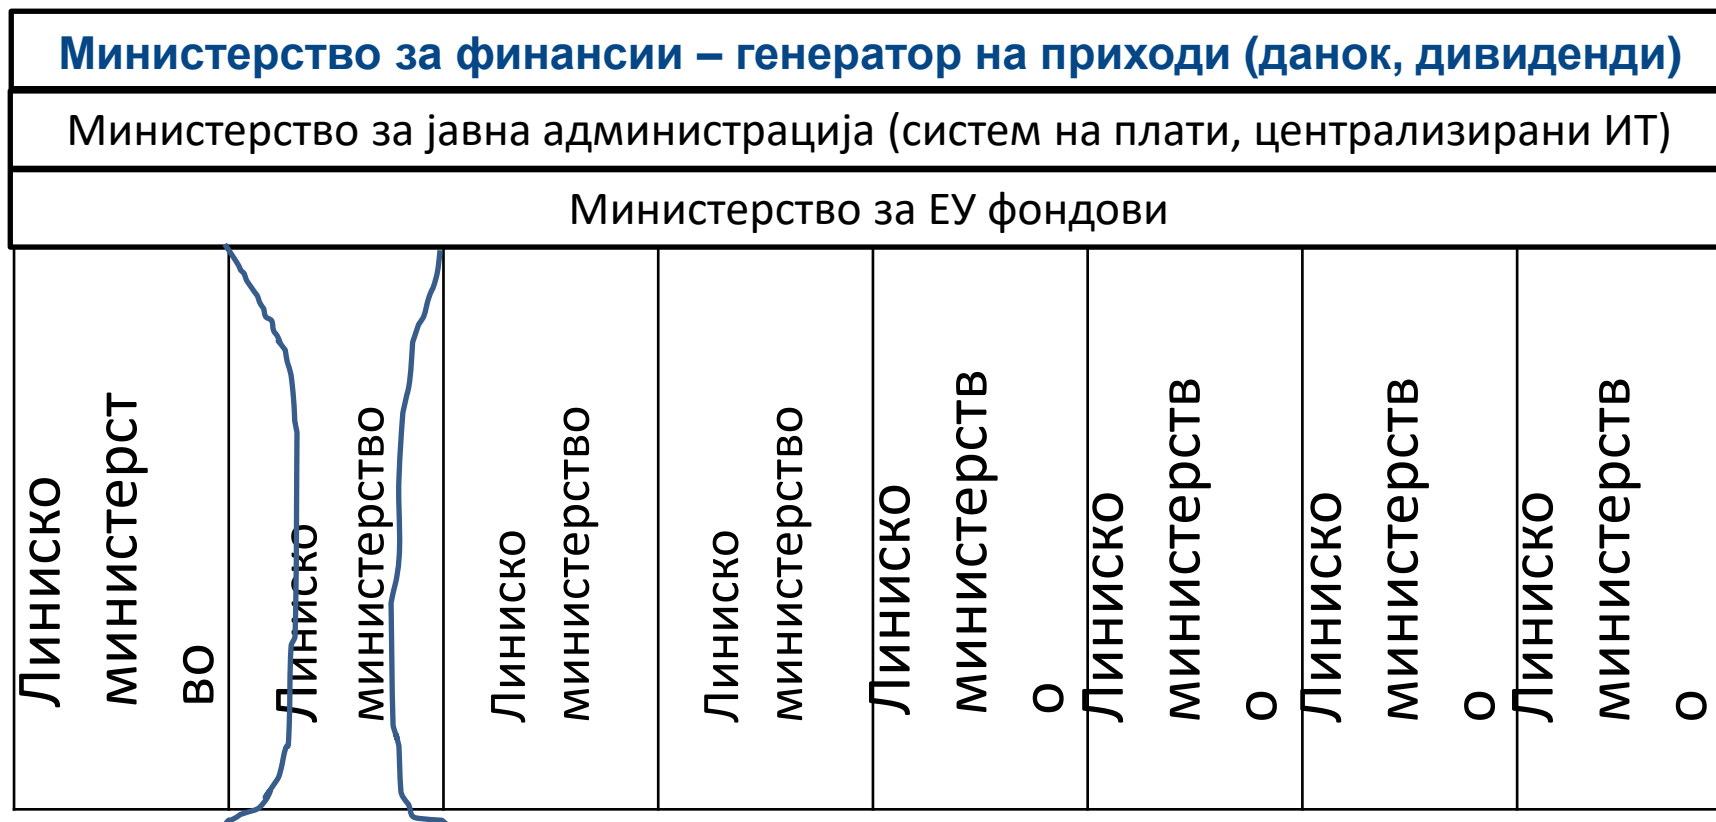 Министерство за финансии – генератор на приходи (данок, дивиденди)
Министерство за јавна администрација (систем на плати, централизирани ИТ)
Министерство за ЕУ фондови
Линиско
министерст
во
Линиско
министерство
Линиско
министерство
Линиско
министерство
Линиско
министерств
о
Линиско
министерств
о
Линиско
министерств
о
Линиско
министерств
о